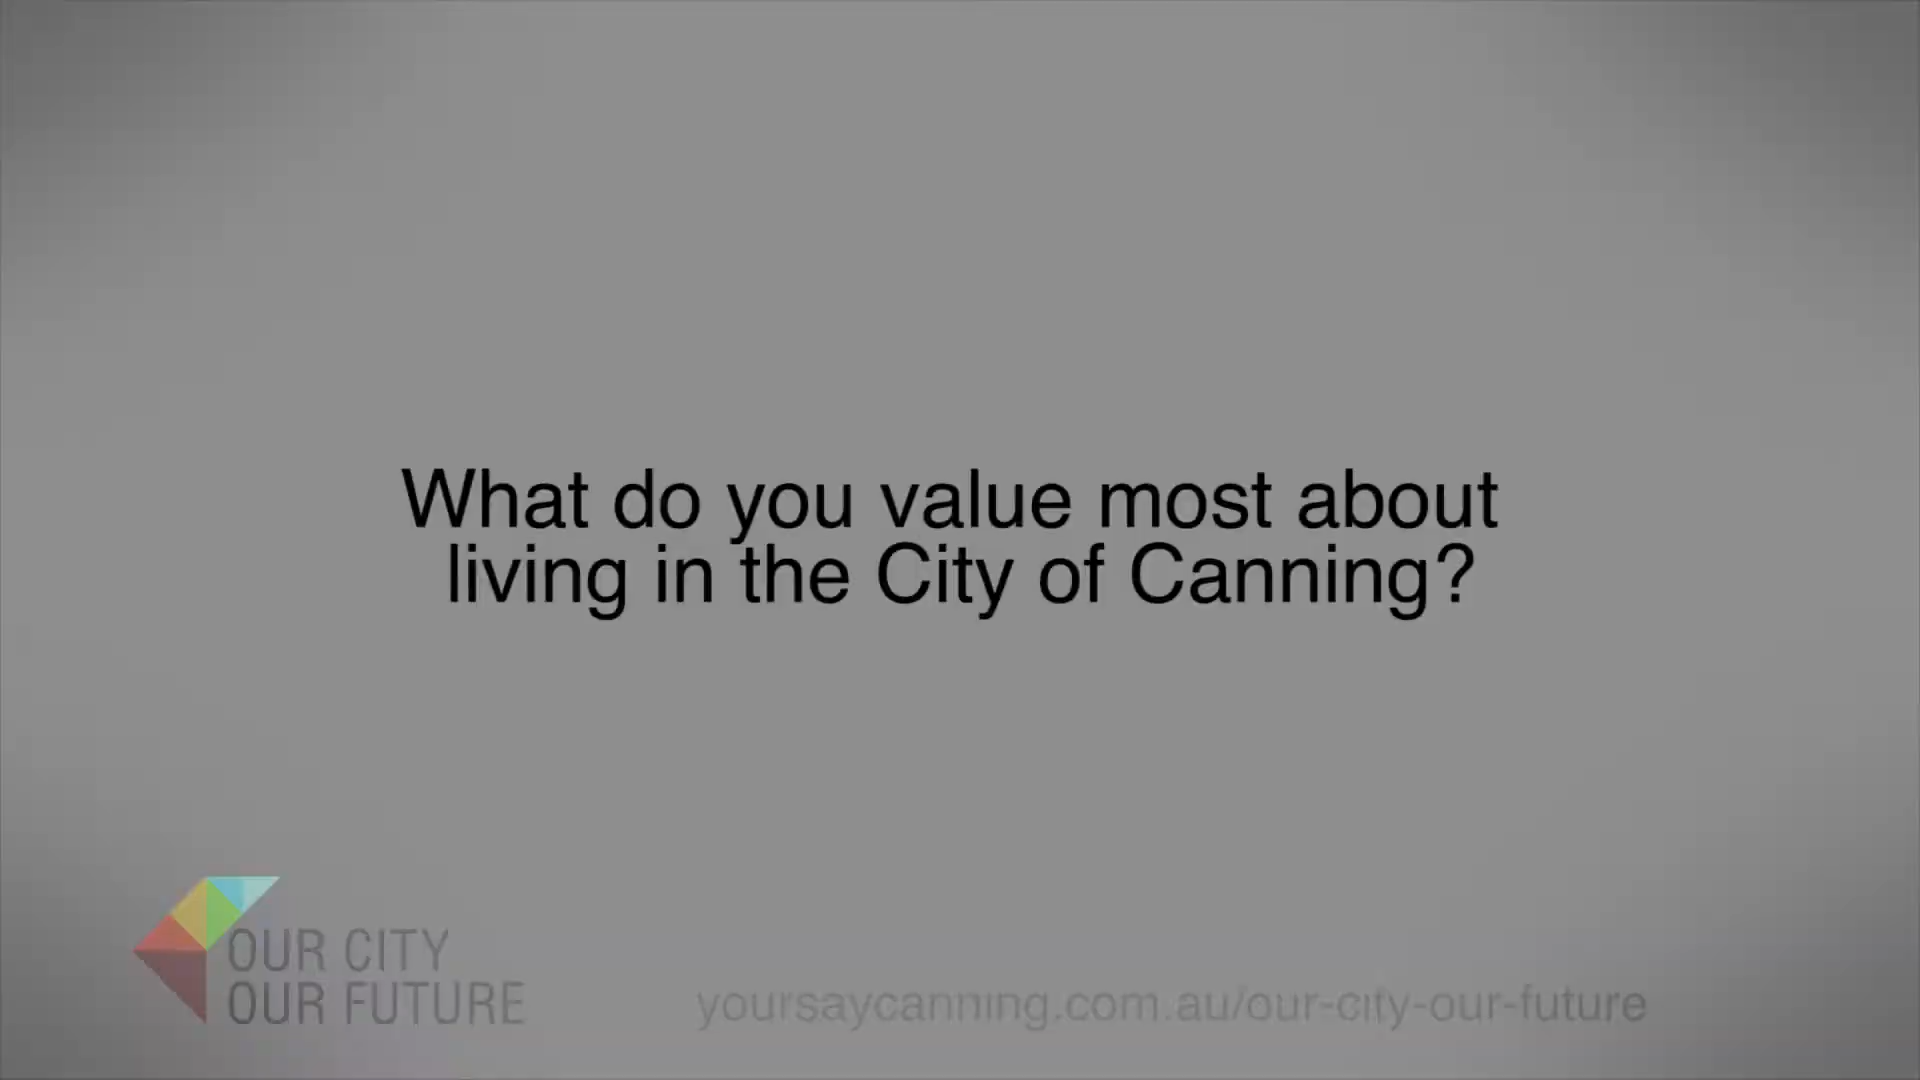 What do you value most about
living in the City of Canning?
OUR CITY
OUR FUTURE
yoursaycanning.com.au/our-city-our-future